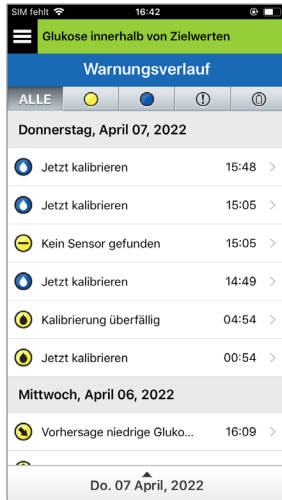 SIM fehlt 16:42
Glukose innerhalb von Zielwerten
Warnungsverlauf
ALLE
Donnerstag, April 07, 2022
Jetzt kalibrieren 15:48
Jetzt kalibrieren 15:05
Kein Sensor gefunden 15:05
Jetzt kalibrieren 14:49
Kalibrierung überfällig 04:54
Jetzt kalibrieren 00:54
Mittwoch, April 06, 2022
Vorhersage niedrige Gluko... 16:09
Do. 07 April, 2022